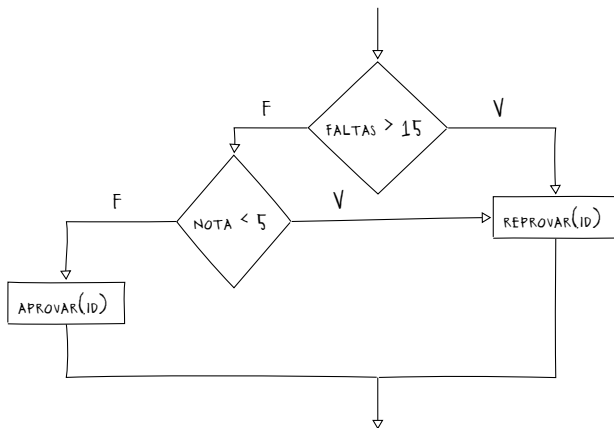 F
V
FALTAS > 15
F
NOTA < 5
V
REPROVAR(ID)
APROVAR(ID)